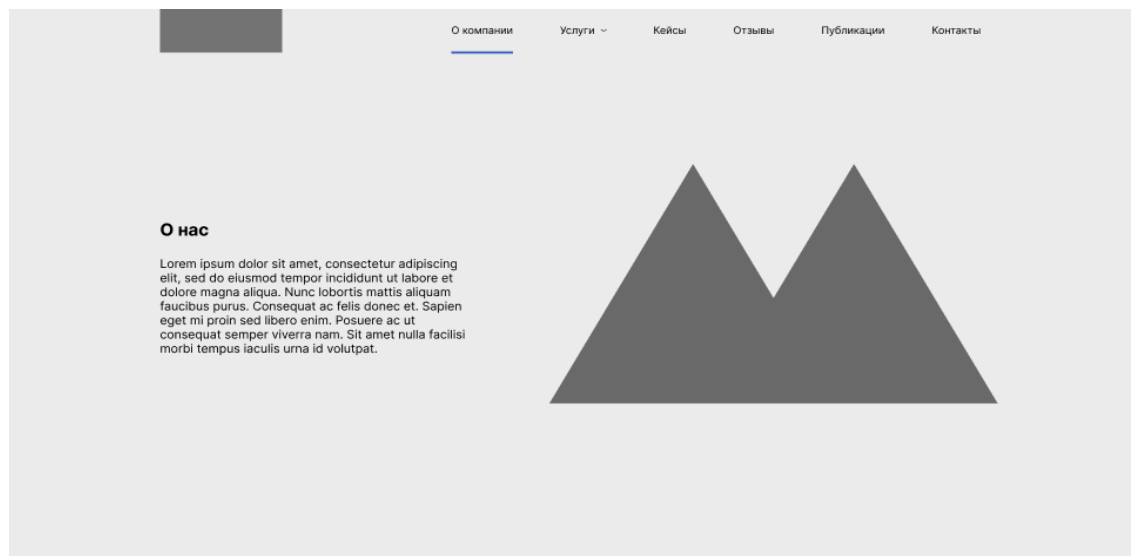 О компании Услуги Кейсы Отзывы Публикации Контакты
О нас
Lorem ipsum dolor sit amet, consectetur adipiscing
elit, sed do eiusmod tempor incididunt ut labore et
dolore magna aliqua. Nunc lobortis mattis aliquam
faucibus purus. Consequat ac felis donec et. Sapien
eget mi proin sed libero enim. Posuere ac ut
consequat semper viverra nam. Sit amet nulla facilisi
morbi tempus iaculis urna id volutpat.